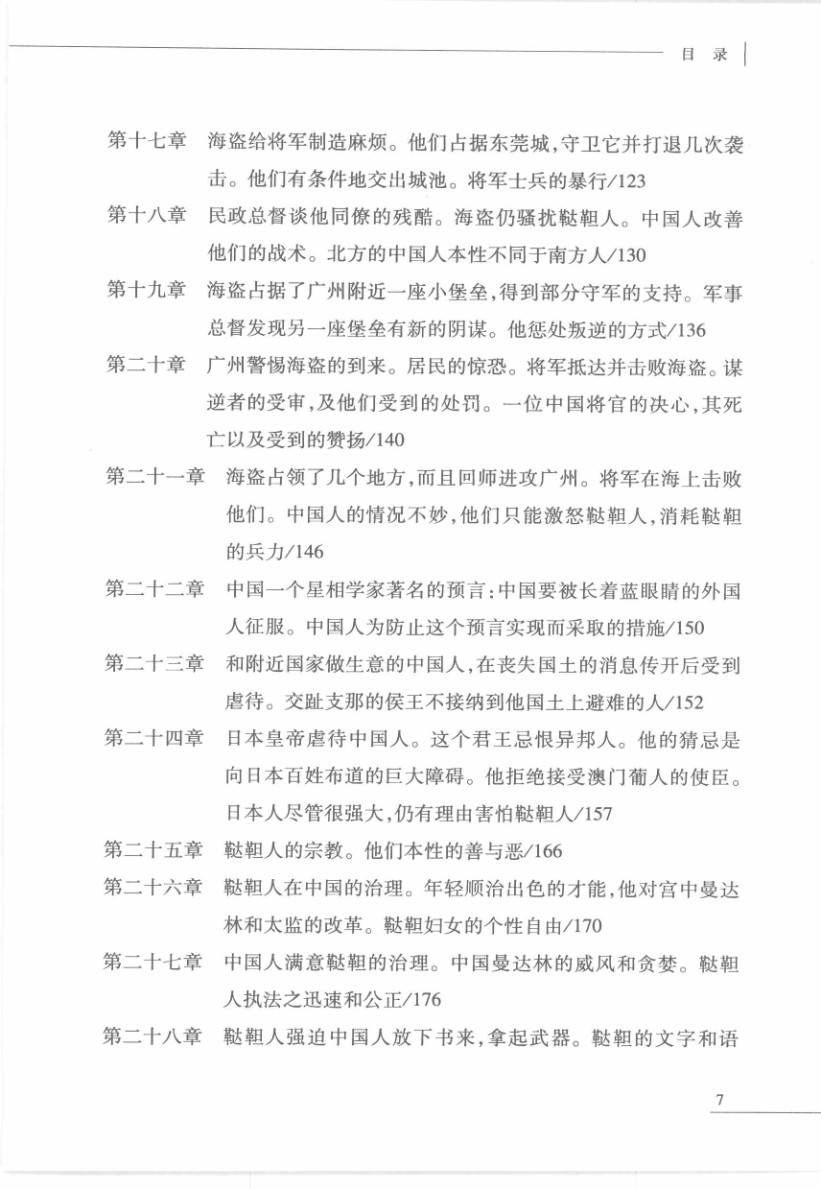 目 录
第十七章 海盗给将军制造麻烦。他们占据东莞城,守卫它并打退几次袭
击。他们有条件地交出城池。将军士兵的暴行/123
第十八章 民政总督谈他同僚的残酷。海盗仍骚扰鞑靼人。中国人改善
他们的战术。北方的中国人本性不同于南方人/130
第十九章 海盗占据了广州附近一座小堡垒,得到部分守军的支持。军事
总督发现另一座堡垒有新的阴谋。他惩处叛逆的方式/136
第二十章 广州警惕海盗的到来。居民的惊恐。将军抵达并击败海盗。谋
逆者的受审,及他们受到的处罚。一位中国将官的决心,其死
亡以及受到的赞扬/140
第二十一章 海盗占领了几个地方,而且回师进攻广州。将军在海上击败
他们。中国人的情况不妙,他们只能激怒鞑靼人,消耗鞑靼
的兵力/146
第二十二章 中国一个星相学家著名的预言:中国要被长着蓝眼睛的外国
人征服。中国人为防止这个预言实现而采取的措施/150
第二十三章 和附近国家做生意的中国人,在丧失国土的消息传开后受到
虐待。交趾支那的侯王不接纳到他国土上避难的人/152
第二十四章 日本皇帝虐待中国人。这个君王忌恨异邦人。他的猜忌是
向日本百姓布道的巨大障碍。他拒绝接受澳门葡人的使臣。
日本人尽管很强大,仍有理由害怕鞑靼人/157
第二十五章 鞑靼人的宗教。他们本性的善与恶/166
第二十六章 鞑靼人在中国的治理。年轻顺治出色的才能,他对宫中曼达
林和太监的改革。鞑靼妇女的个性自由/170
第二十七章 中国人满意鞑靼的治理。中国曼达林的威风和贪婪。鞑靼
人执法之迅速和公正/176
第二十八章 鞑靼人强迫中国人放下书来,拿起武器。鞑靼的文字和语
7